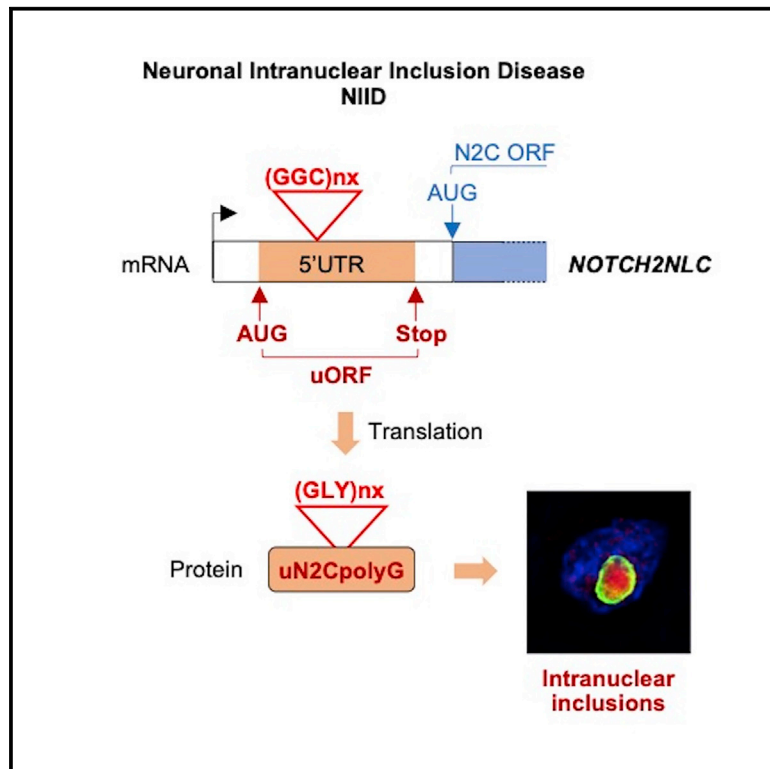 Neuronal Intranuclear Inclusion Disease
NIID
N2C ORF
(GGC)nx
AUG
mRNA
5'UTR
NOTCH2NLC
AUG
Stop
uORF
Translation
(GLY)nx
Protein
uN2CpolyG
Intranuclear
inclusions